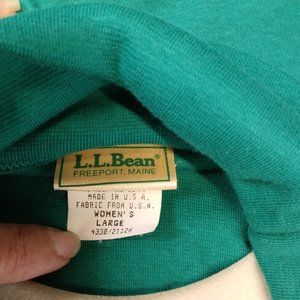 L.L.Bean®
FREEPORT, MAINE
MADE IN U.S.A.
FABRIC FROM U.S.A.
WOMEN'S
LARGE
4338/2112M